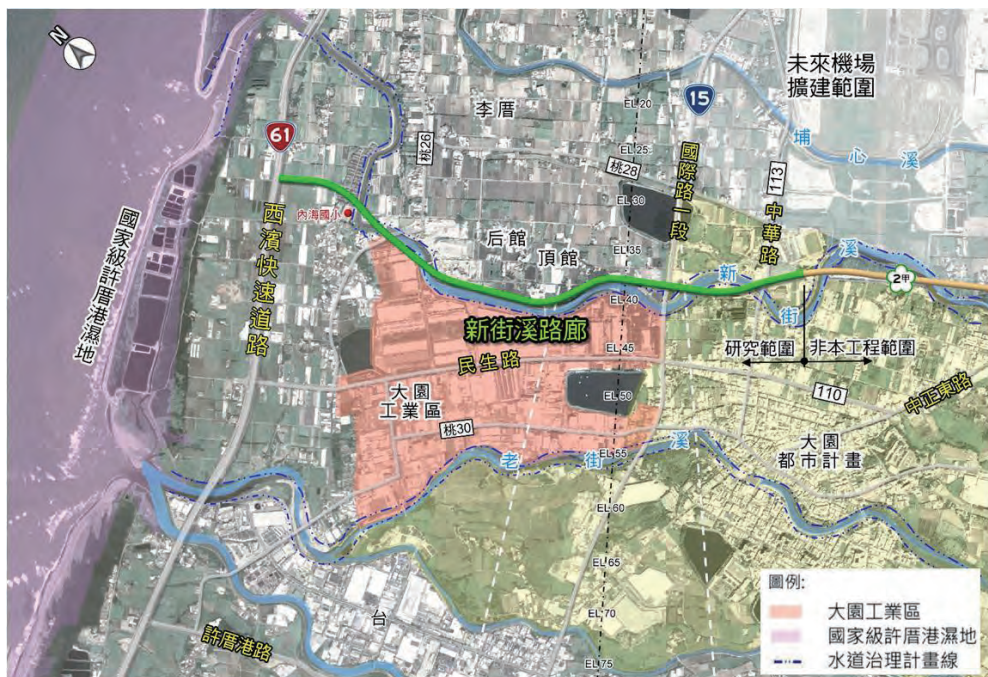 N
未來機場
擴建範圍
EL 20
15
李厝
61
桃26
EL 25
埔心溪
國際路一段
113
桃28
中華路
EL 30
內海國小
國家級許厝港濕地
西濱快速道路
后館
頂館
EL 35
新街溪
2甲
EL 40
新街溪路廊
民生路
EL 45
研究範圍
非本工程範圍
大園
工業區
EL 50
110
中正東路
桃30
老街溪
EL 55
大園
都市計畫
EL 60
EL 65
圖例:
大園工業區
國家級許厝港濕地
水道治理計畫線
台
EL 70
許厝港路
EL 75